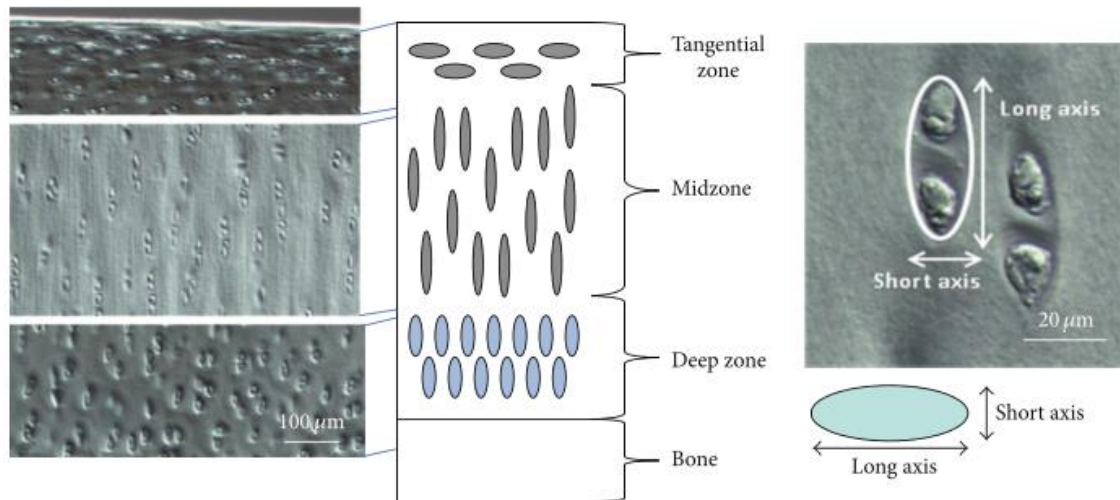 100 μm
Tangential
zone
Midzone
Deep zone
Bone
Long axis
Short axis
20 μm
Short axis
Long axis